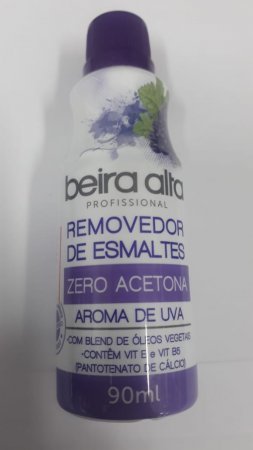 beira alta
PROFISSIONAL
REMOVEDOR
DE ESMALTES
ZERO ACETONA
AROMA DE UVA
•COM BLEND DE ÓLEOS VEGETAIS
•CONTÊM VIT E e VIT B5
(PANTOTENATO DE CÁLCIO)
90ml